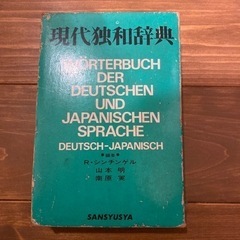 現代独和辞典
WÖRTERBUCH
DER
DEUTSCHEN UND
JAPANISCHEN
SPRACHE
DEUTSCH-JAPANISCH
R・シンチンゲル
山本 明
南原 実
SANSYUSYA